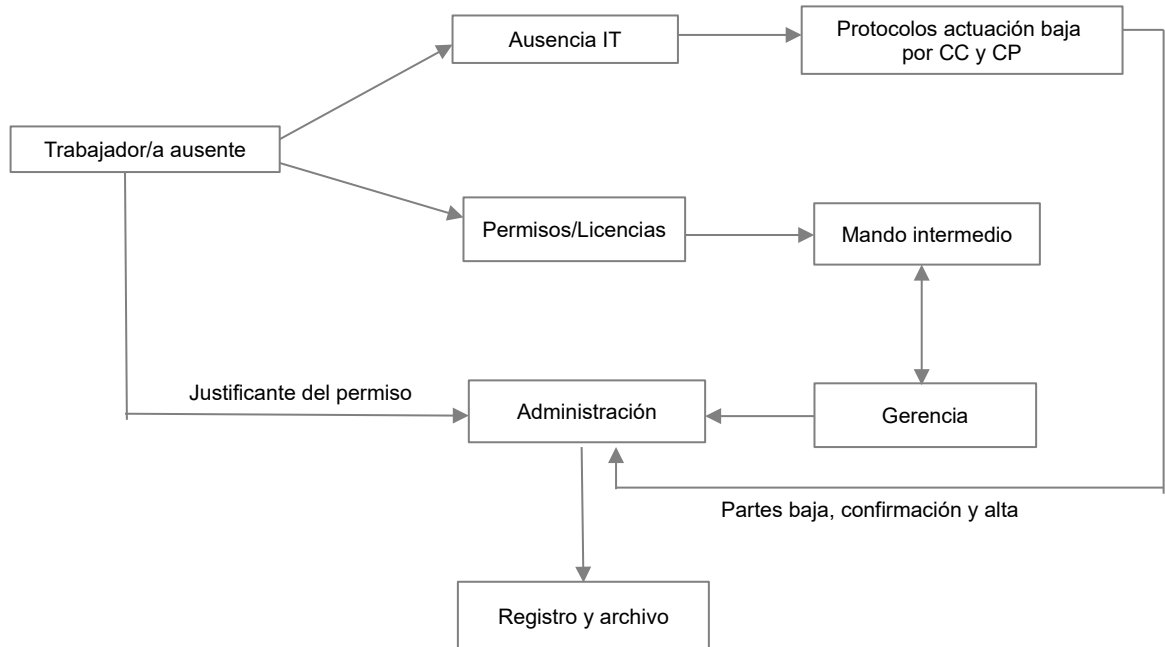 Ausencia IT
Protocolos actuación baja
por CC y CP
Trabajador/a ausente
Permisos/Licencias
Mando intermedio
Justificante del permiso
Administración
Gerencia
Partes baja, confirmación y alta
Registro y archivo